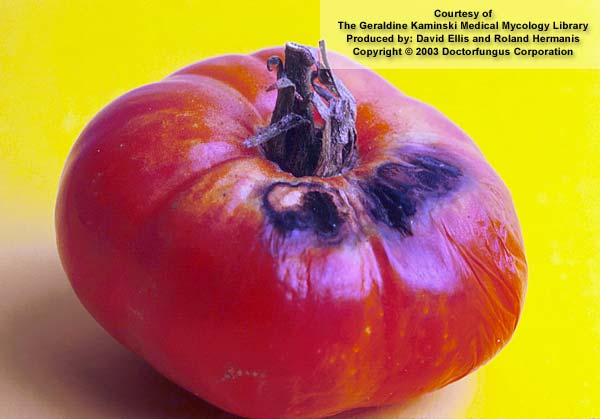 Courtesy of
The Geraldine Kaminski Medical Mycology Library
Produced by: David Ellis and Roland Hermanis
Copyright © 2003 Doctorfungus Corporation